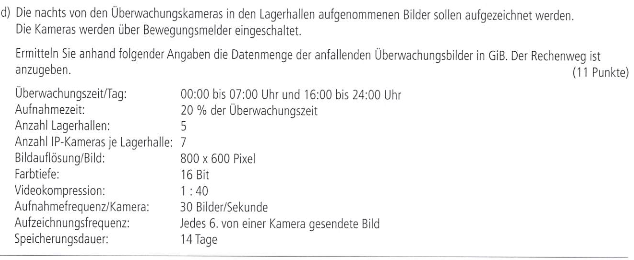 d) Die nachts von den Überwachungskameras in den Lagerhallen aufgenommenen Bilder sollen aufgezeichnet werden.
Die Kameras werden über Bewegungsmelder eingeschaltet.
Ermitteln Sie anhand folgender Angaben die Datenmenge der anfallenden Überwachungsbilder in GiB. Der Rechenweg ist
anzugeben. (11 Punkte)
Überwachungszeit/Tag: 00:00 bis 07:00 Uhr und 16:00 bis 24:00 Uhr
Aufnahmezeit: 20 % der Überwachungszeit
Anzahl Lagerhallen: 5
Anzahl IP-Kameras je Lagerhalle: 7
Bildauflösung/Bild: 800 x 600 Pixel
Farbtiefe: 16 Bit
Videokompression: 1 : 40
Aufnahmefrequenz/Kamera: 30 Bilder/Sekunde
Aufzeichnungsfrequenz: Jedes 6. von einer Kamera gesendete Bild
Speicherungsdauer: 14 Tage